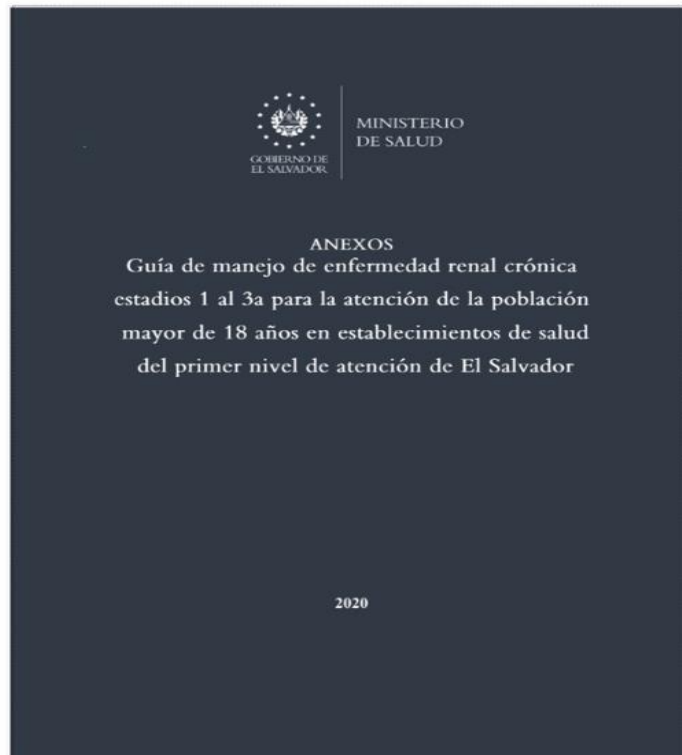 MINISTERIO
DE SALUD
GOBIERNO DE
EL SALVADOR
ANEXOS
Guía de manejo de enfermedad renal crónica
estadios 1 al 3a para la atención de la población
mayor de 18 años en establecimientos de salud
del primer nivel de atención de El Salvador
2020